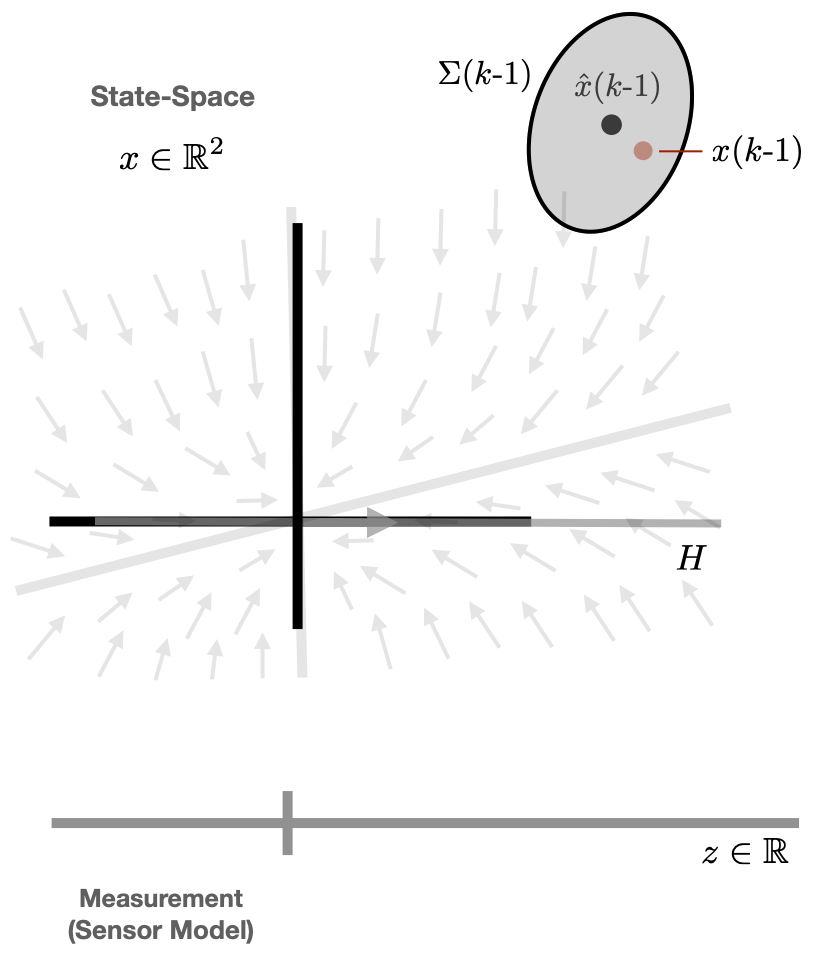 State-Space
x ∈ ℝ²
Σ(k-1)
x̂(k-1)
x(k-1)
H
z ∈ ℝ
Measurement
(Sensor Model)